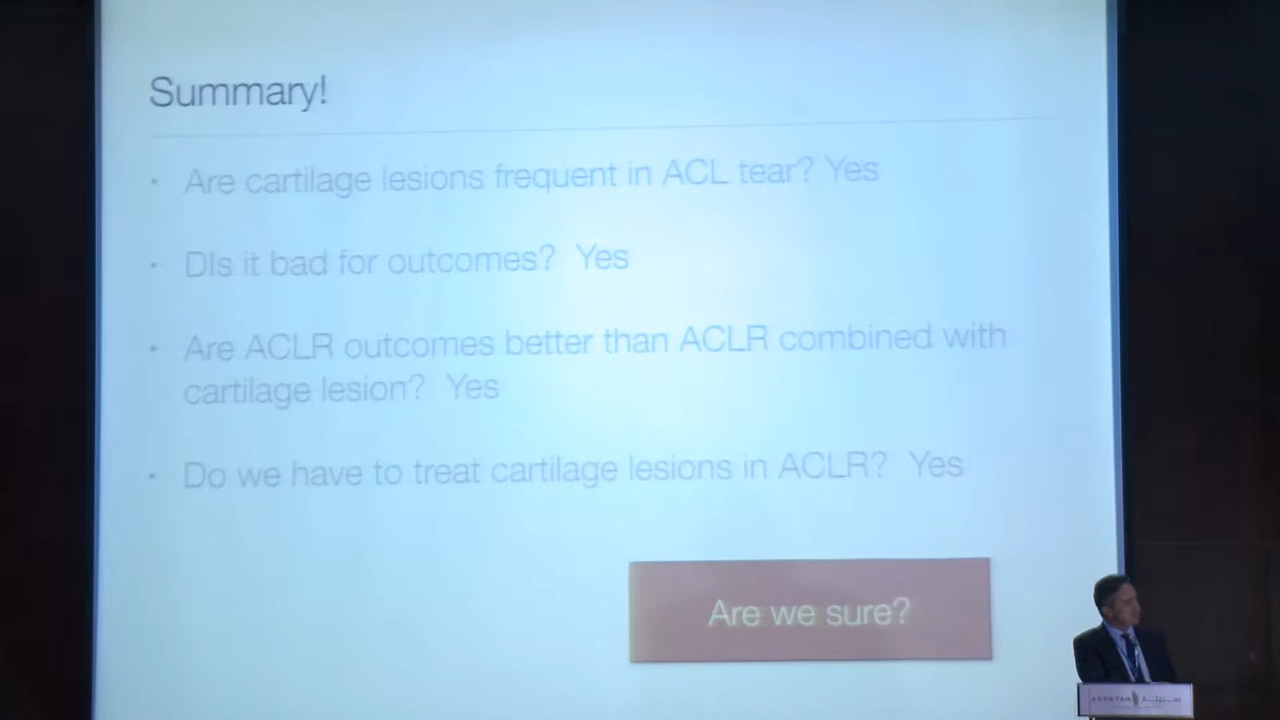 Summary!
• Are cartilage lesions frequent in ACL tear? Yes
• DIs it bad for outcomes? Yes
• Are ACLR outcomes better than ACLR combined with
cartilage lesion? Yes
• Do we have to treat cartilage lesions in ACLR? Yes
Are we sure?
ASPETAR سبيتار